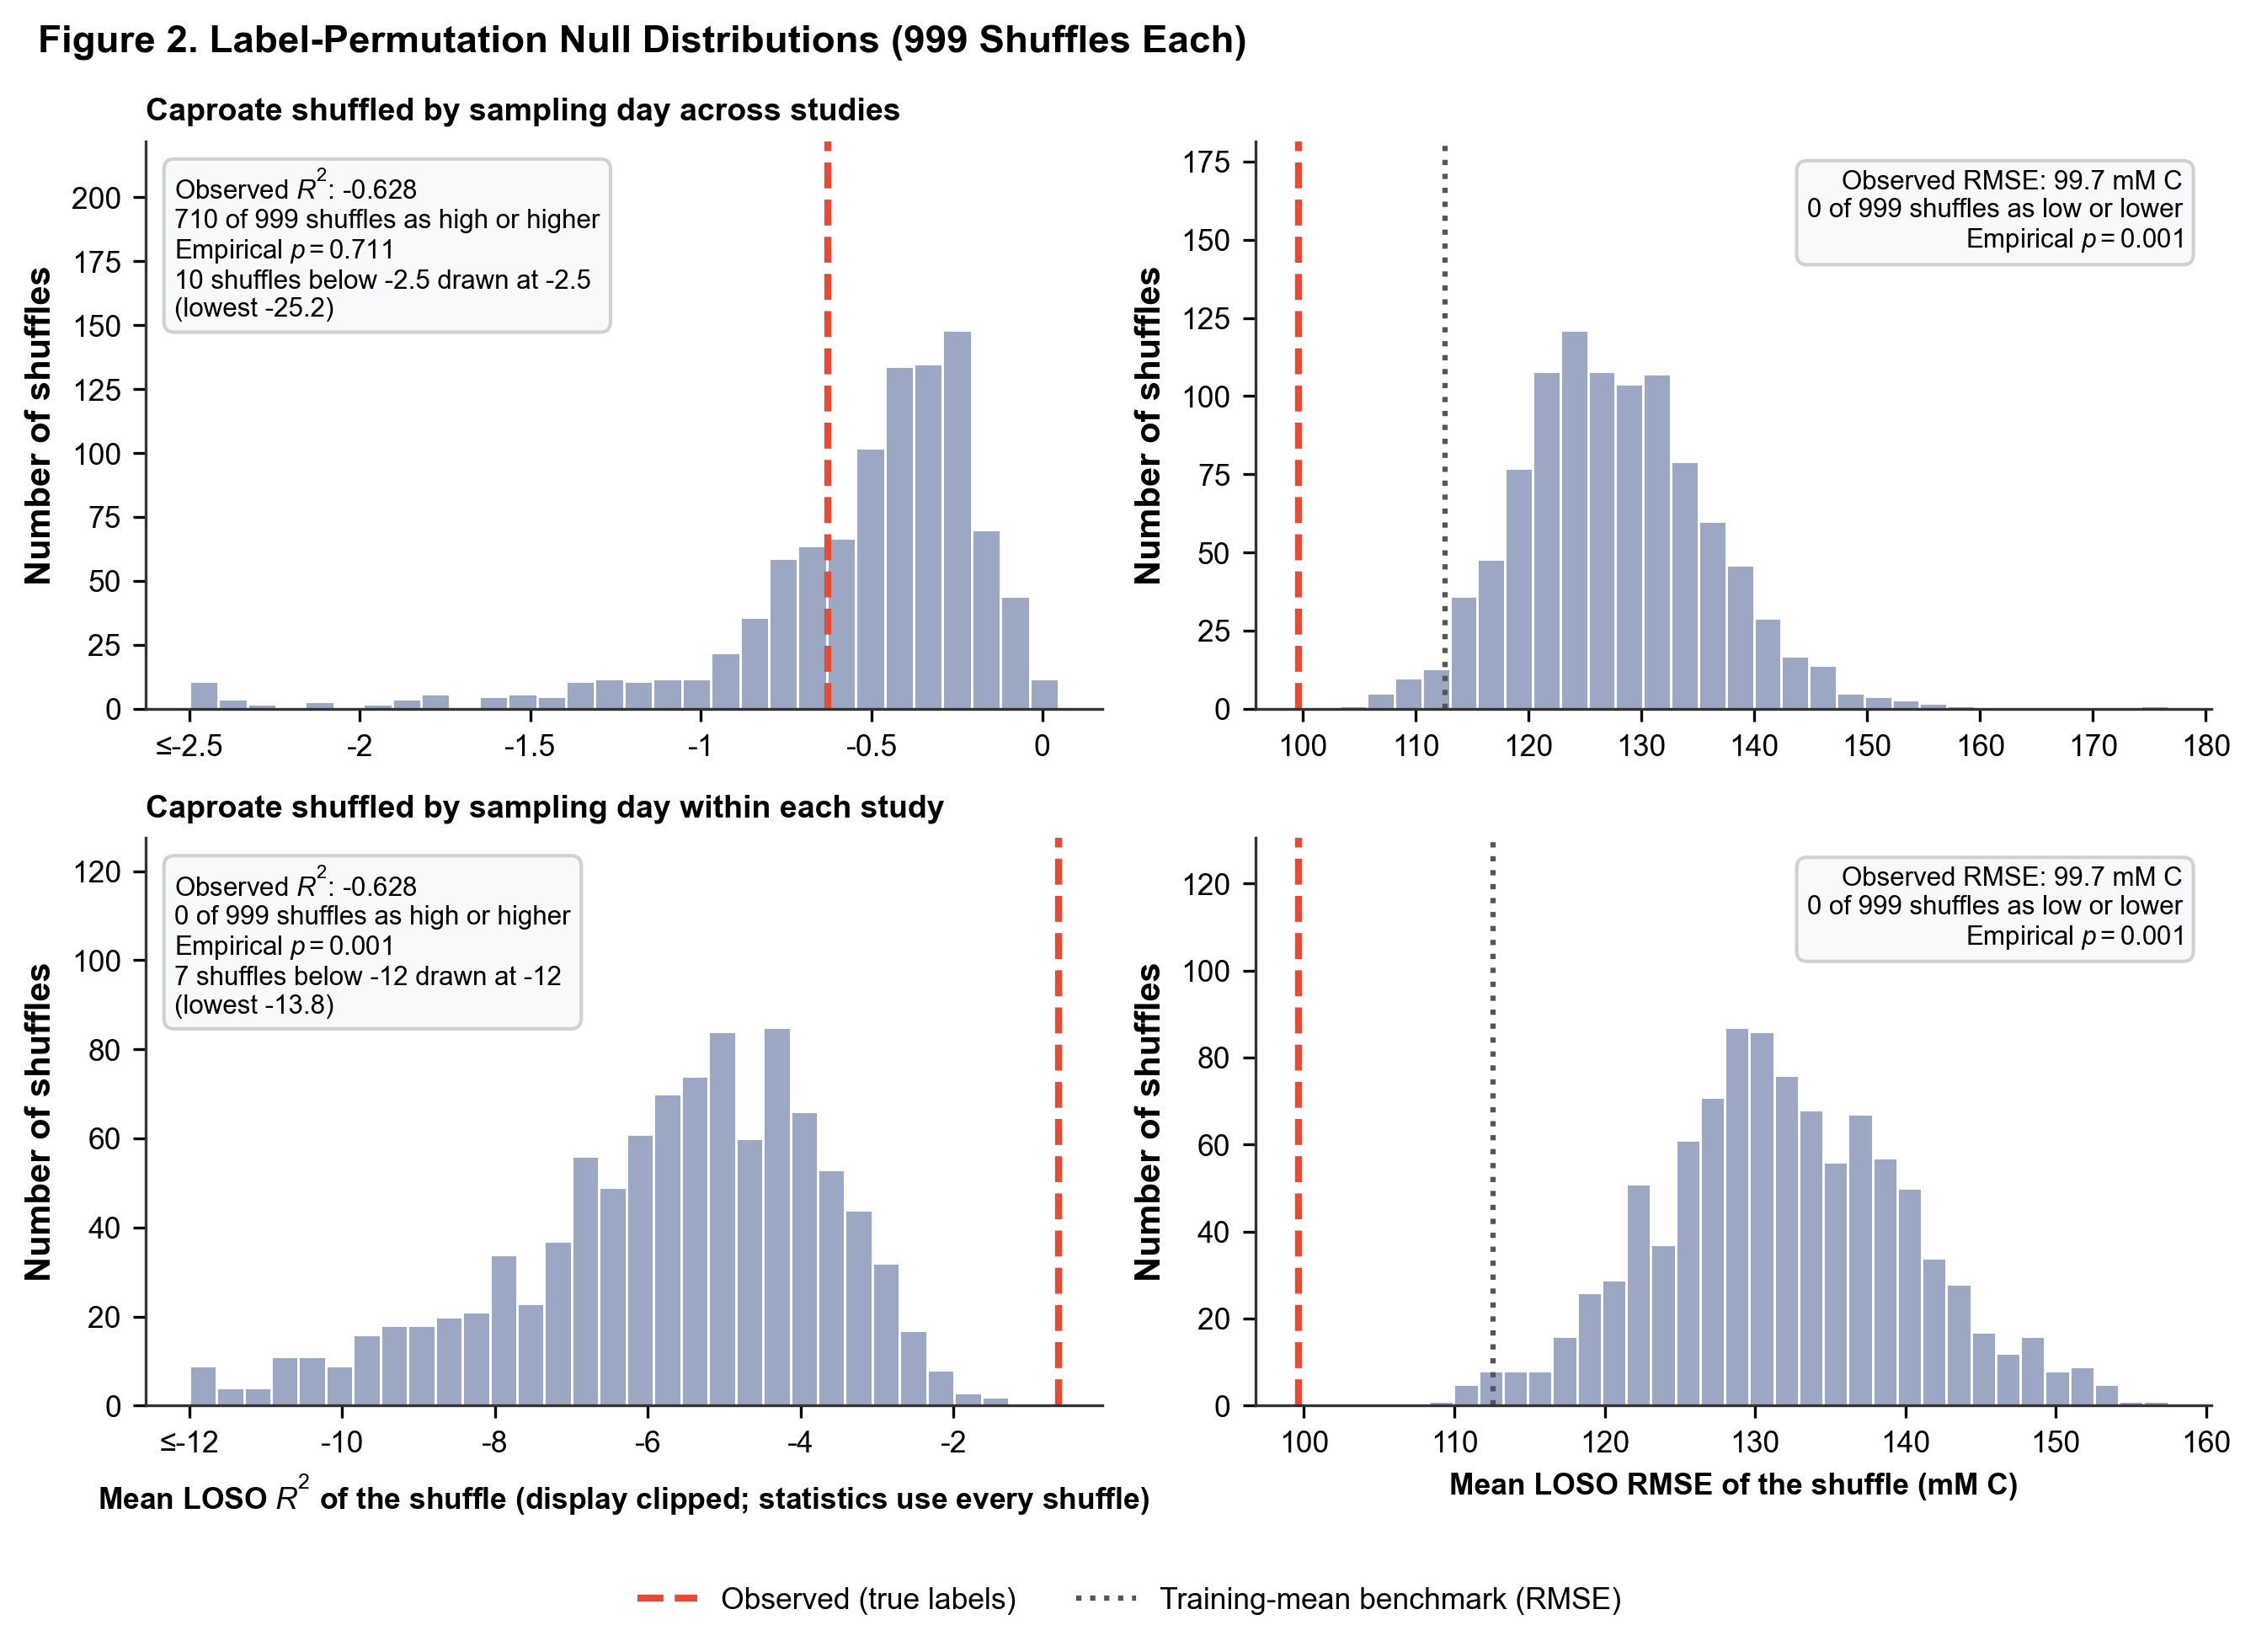 Figure 2. Label-Permutation Null Distributions (999 Shuffles Each)
Caproate shuffled by sampling day across studies
Number of shuffles
200
175
150
125
100
75
50
25
0
Observed R²: -0.628
710 of 999 shuffles as high or higher
Empirical p = 0.711
10 shuffles below -2.5 drawn at -2.5
(lowest -25.2)
≤-2.5 -2 -1.5 -1 -0.5 0
Number of shuffles
175
150
125
100
75
50
25
0
Observed RMSE: 99.7 mM C
0 of 999 shuffles as low or lower
Empirical p = 0.001
100 110 120 130 140 150 160 170 180
Caproate shuffled by sampling day within each study
Number of shuffles
120
100
80
60
40
20
0
Observed R²: -0.628
0 of 999 shuffles as high or higher
Empirical p = 0.001
7 shuffles below -12 drawn at -12
(lowest -13.8)
≤-12 -10 -8 -6 -4 -2
Mean LOSO R² of the shuffle (display clipped; statistics use every shuffle)
Number of shuffles
120
100
80
60
40
20
0
Observed RMSE: 99.7 mM C
0 of 999 shuffles as low or lower
Empirical p = 0.001
100 110 120 130 140 150 160
Mean LOSO RMSE of the shuffle (mM C)
Observed (true labels)
Training-mean benchmark (RMSE)